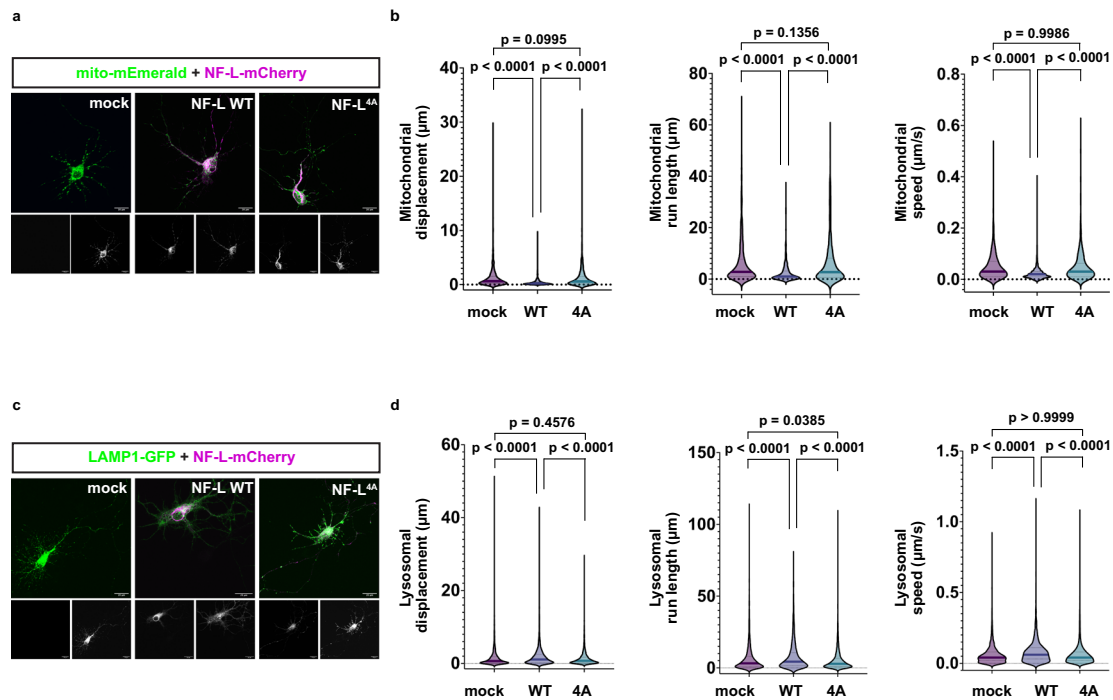 a
mito-mEmerald + NF-L-mCherry
mock
NF-L WT
NF-L4A
b
p = 0.0995
p < 0.0001 p < 0.0001
Mitochondrial
displacement (µm)
40
30
20
10
0
mock WT 4A
p = 0.1356
p < 0.0001 p < 0.0001
Mitochondrial
run length (µm)
80
60
40
20
0
mock WT 4A
p = 0.9986
p < 0.0001 p < 0.0001
Mitochondrial
speed (µm/s)
0.8
0.6
0.4
0.2
0.0
mock WT 4A
c
LAMP1-GFP + NF-L-mCherry
mock
NF-L WT
NF-L4A
d
p = 0.4576
p < 0.0001 p < 0.0001
Lysosomal
displacement (µm)
60
40
20
0
mock WT 4A
p = 0.0385
p < 0.0001 p < 0.0001
Lysosomal
run length (µm)
150
100
50
0
mock WT 4A
p > 0.9999
p < 0.0001 p < 0.0001
Lysosomal
speed (µm/s)
1.5
1.0
0.5
0.0
mock WT 4A